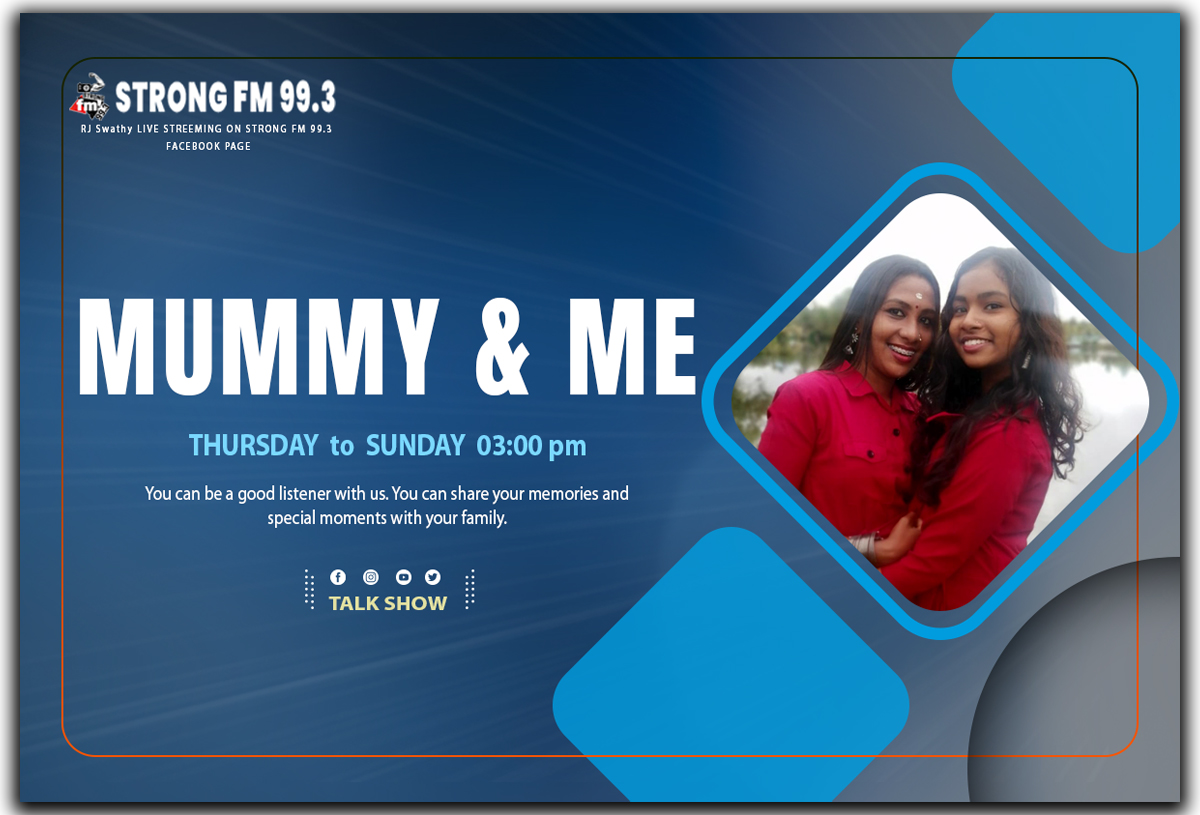 fm
STRONG FM 99.3
RJ Swathy LIVE STREEMING ON STRONG FM 99.3
FACEBOOK PAGE
MUMMY & ME
THURSDAY to SUNDAY 03:00 pm
You can be a good listener with us. You can share your memories and
special moments with your family.
TALK SHOW